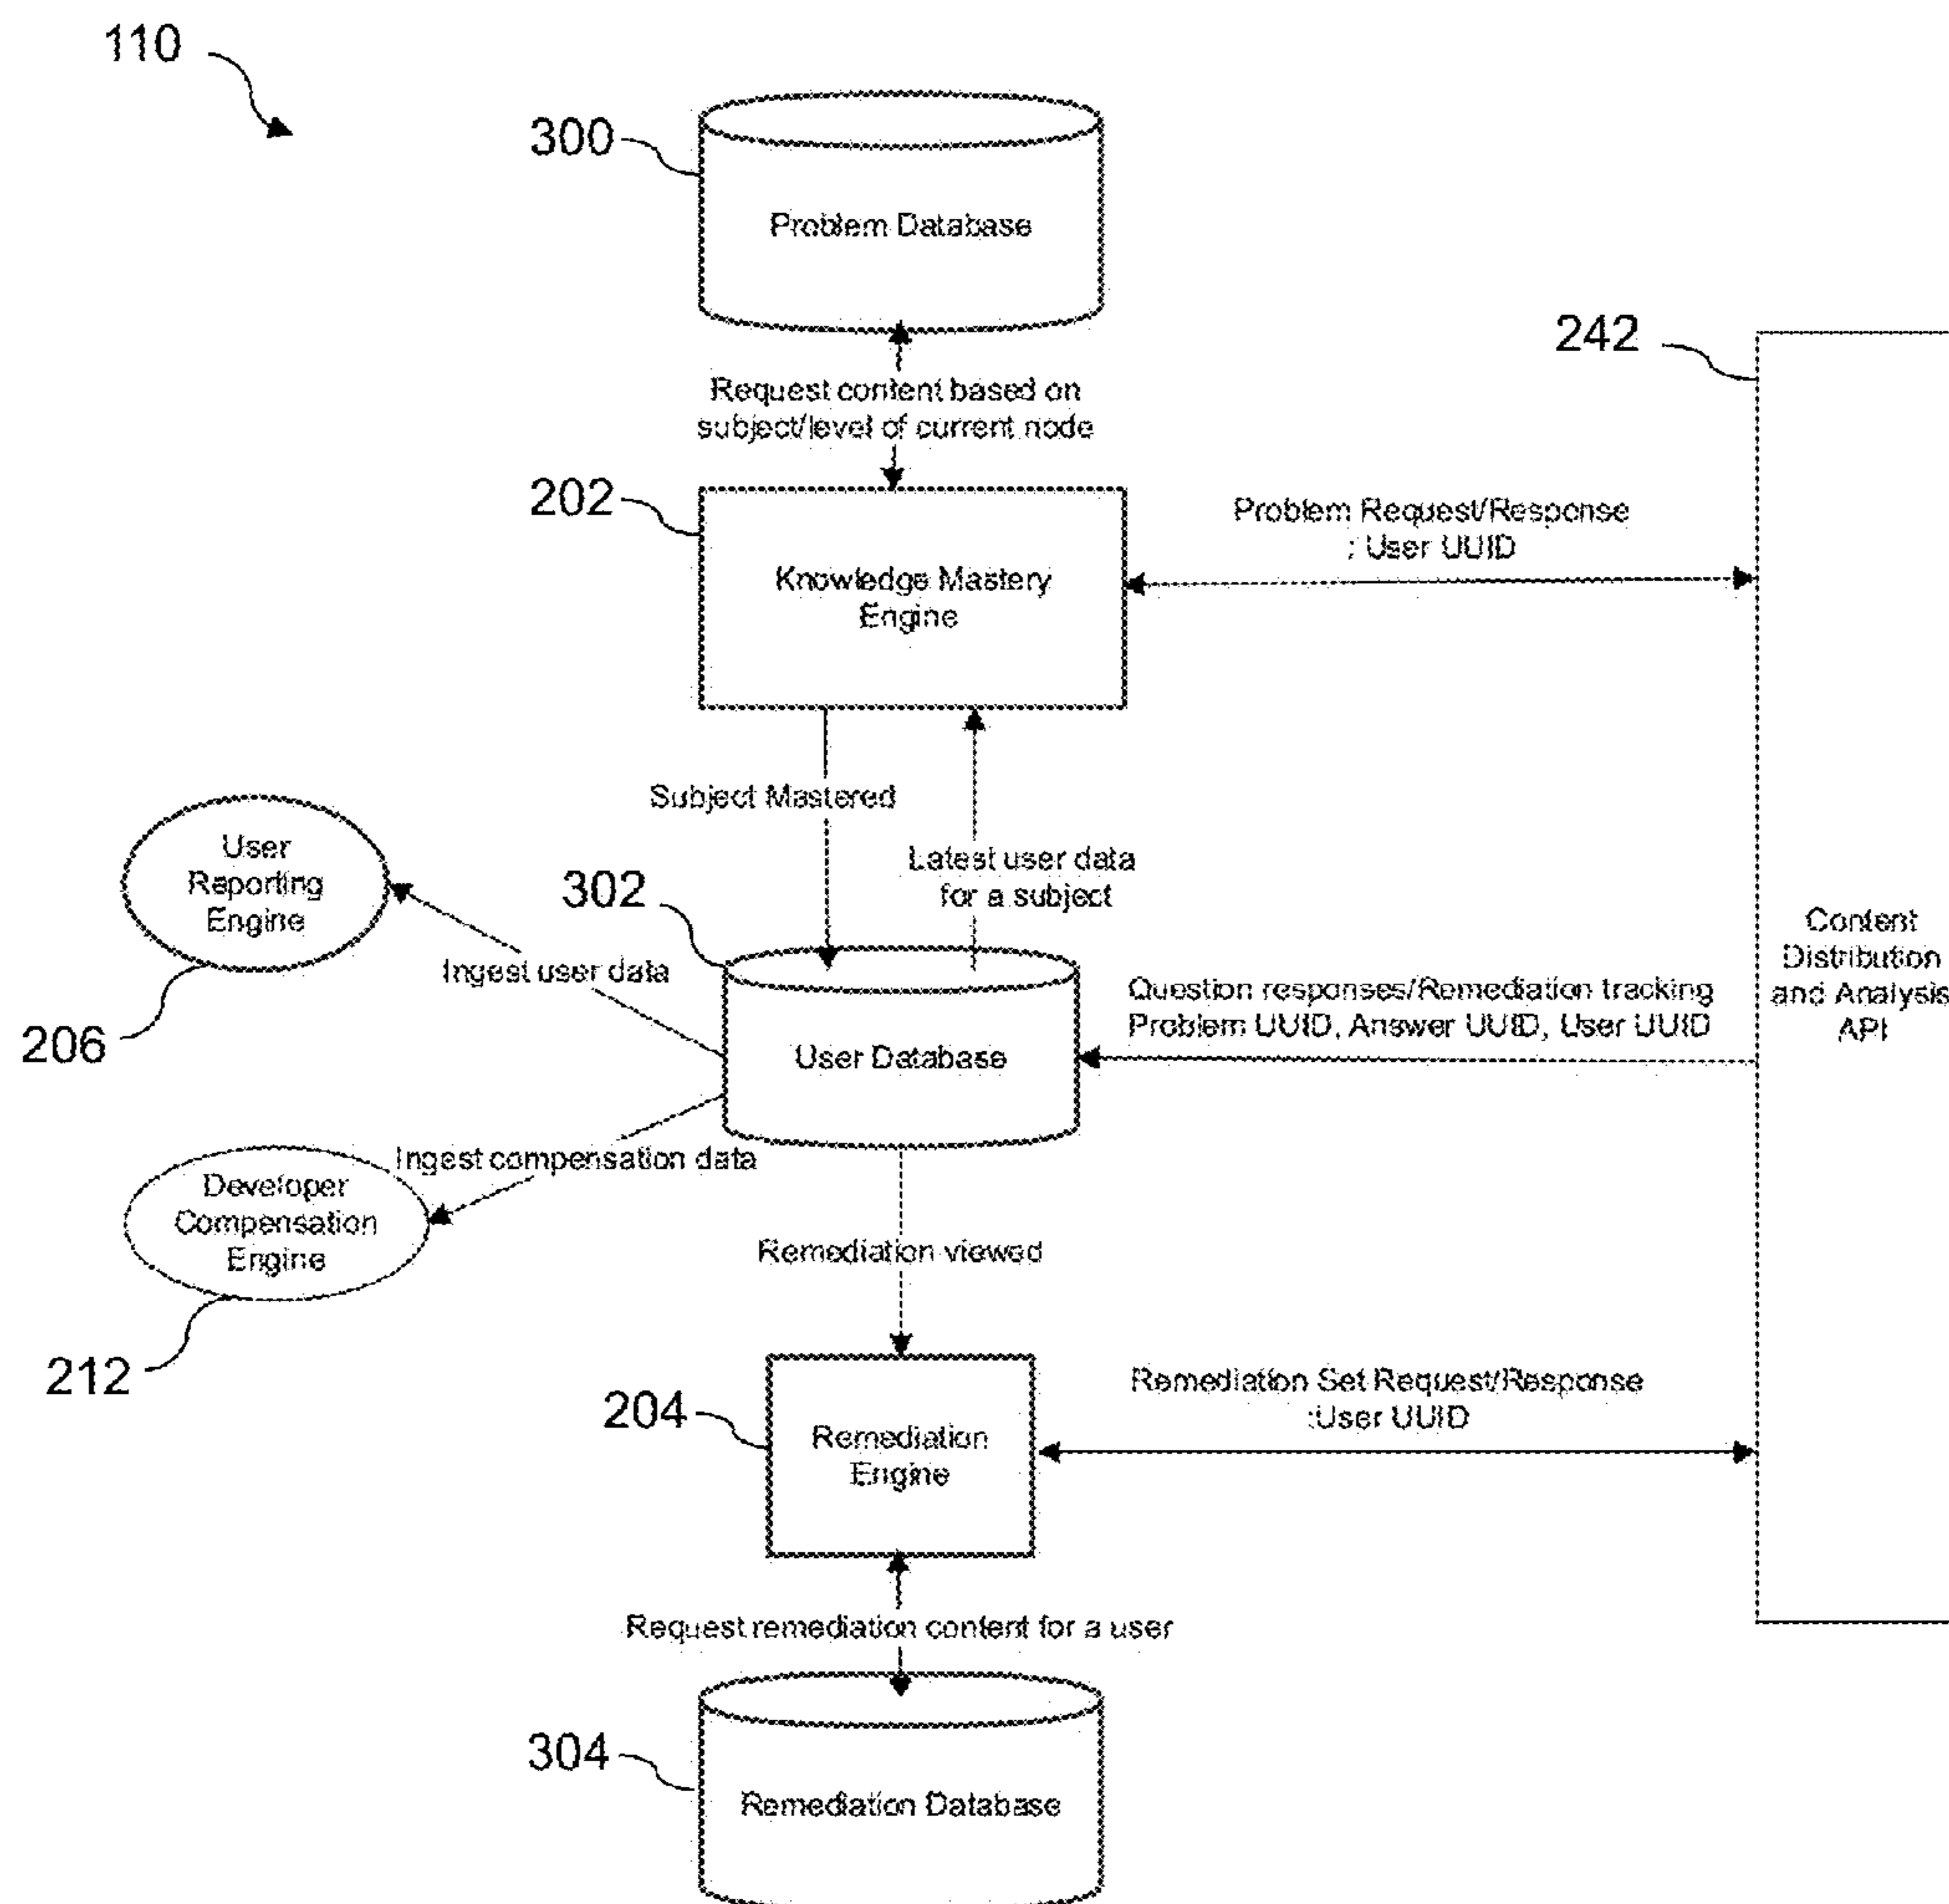 110
300
Problem Database
242
Request content based on
subject/level of current node
202
Problem Request/Response
: User UUID
Knowledge Mastery
Engine
Subject Mastered
Latest user data
for a subject
User
Reporting
Engine
302
Content
Distribution
and Analysis
API
Ingest user data
206
Question responses/Remediation tracking
Problem UUID, Answer UUID, User UUID
User Database
Ingest compensation data
Developer
Compensation
Engine
Remediation viewed
212
204
Remediation Set Request/Response
:User UUID
Remediation
Engine
Request remediation content for a user
304
Remediation Database